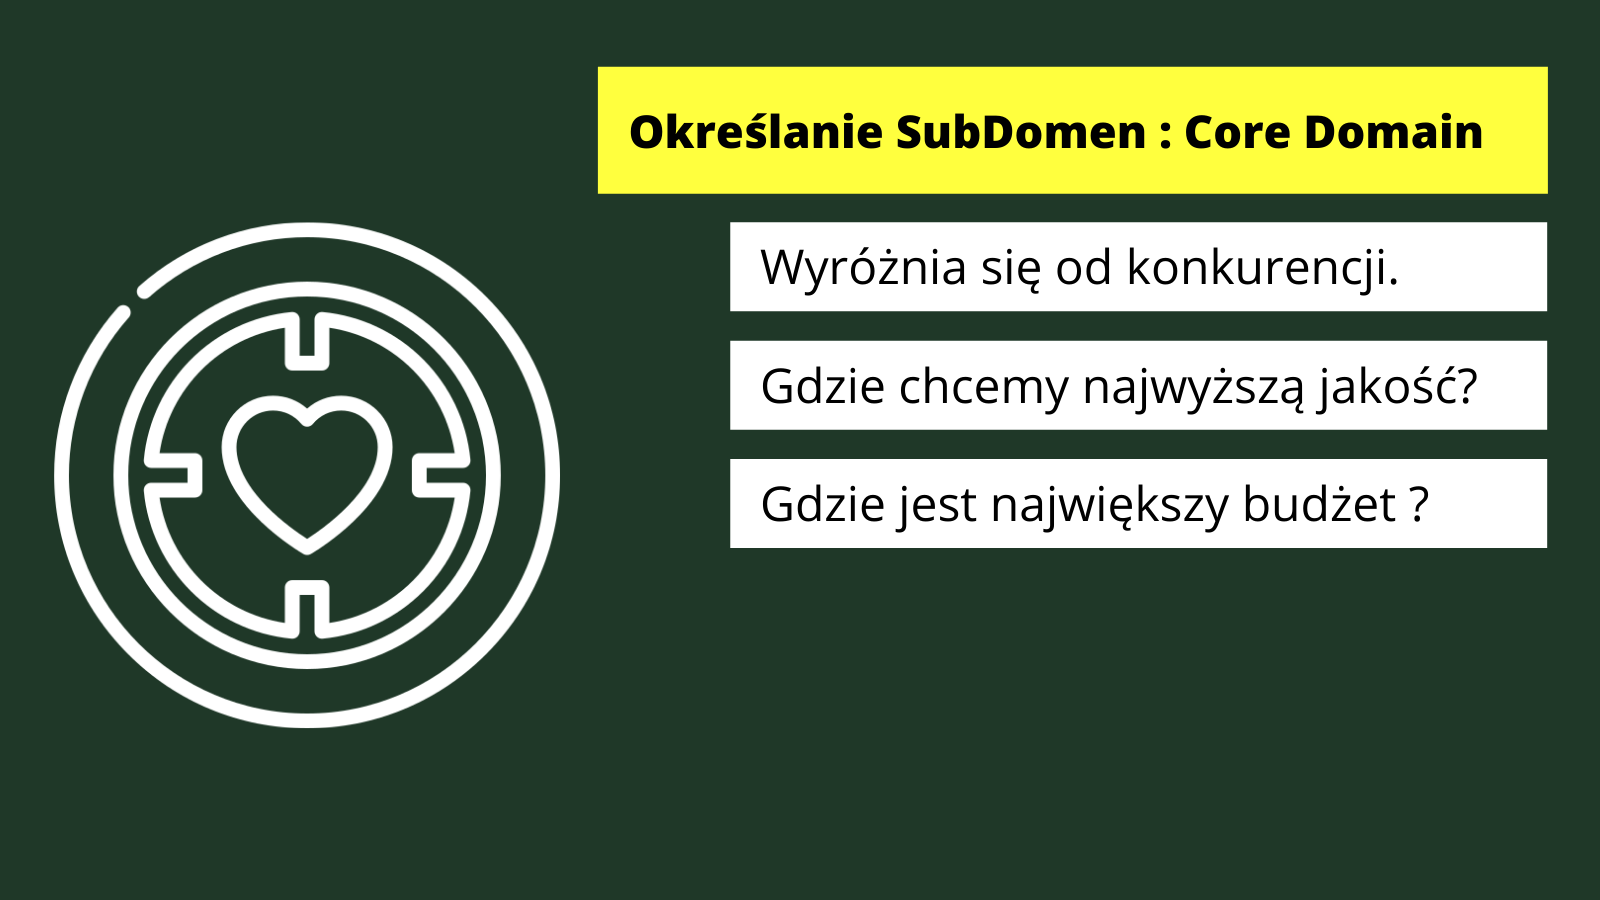 Określanie SubDomen : Core Domain
Wyróżnia się od konkurencji.
Gdzie chcemy najwyższą jakość?
Gdzie jest największy budżet ?